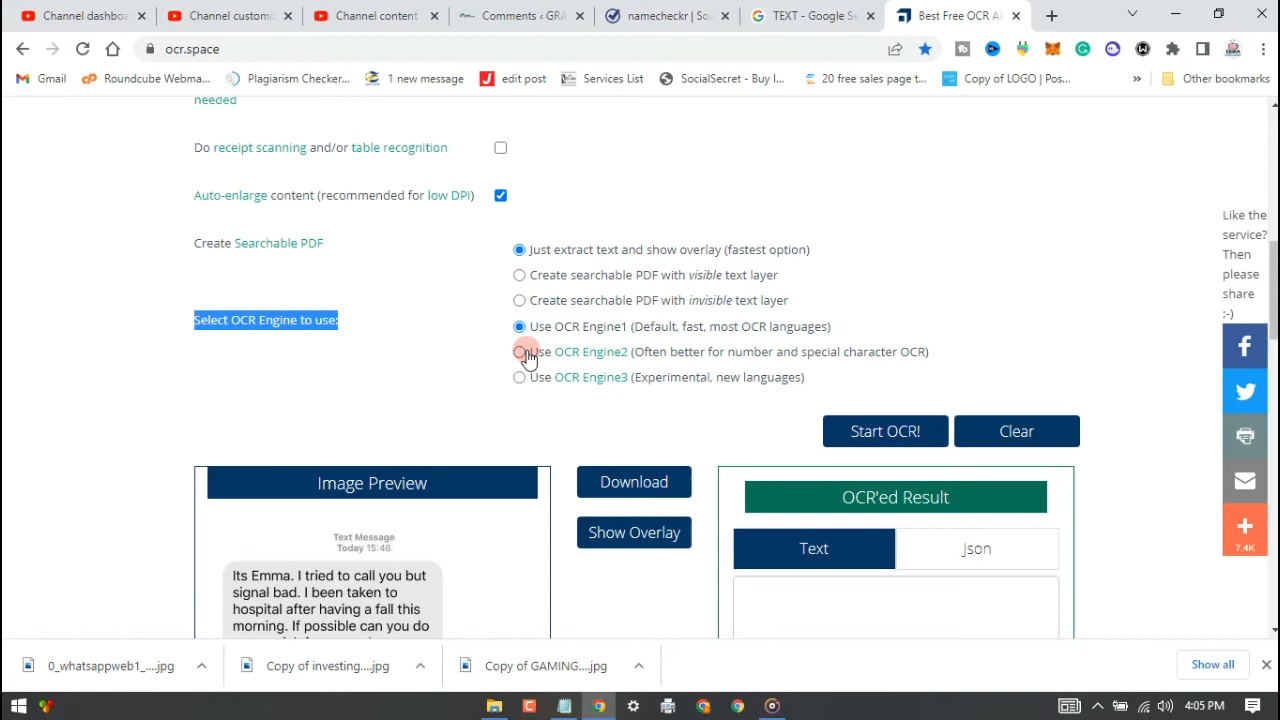 Channel dashbo
Channel custom
Channel content
Comments ‹ GRA
namecheckr | So
TEXT - Google Se
Best Free OCR AP
ocr.space
Gmail
Roundcube Webma...
Plagiarism Checker...
1 new message
edit post
Services List
SocialSecret - Buy I...
20 free sales page t...
Copy of LOGO | Pos...
»
Other bookmarks
needed
Do receipt scanning and/or table recognition
Auto-enlarge content (recommended for low DPI)
Like the
service?
Then
please
share
:-)
Create Searchable PDF
Just extract text and show overlay (fastest option)
Create searchable PDF with visible text layer
Create searchable PDF with invisible text layer
Select OCR Engine to use:
Use OCR Engine1 (Default, fast, most OCR languages)
Use OCR Engine2 (Often better for number and special character OCR)
Use OCR Engine3 (Experimental, new languages)
Start OCR!
Clear
7.4K
Image Preview
Download
Show Overlay
OCR'ed Result
Text
Json
Text Message
Today 15:46
Its Emma. I tried to call you but
signal bad. I been taken to
hospital after having a fall this
morning. If possible can you do
0_whatsappweb1_....jpg
Copy of investing....jpg
Copy of GAMING....jpg
Show all
4:05 PM